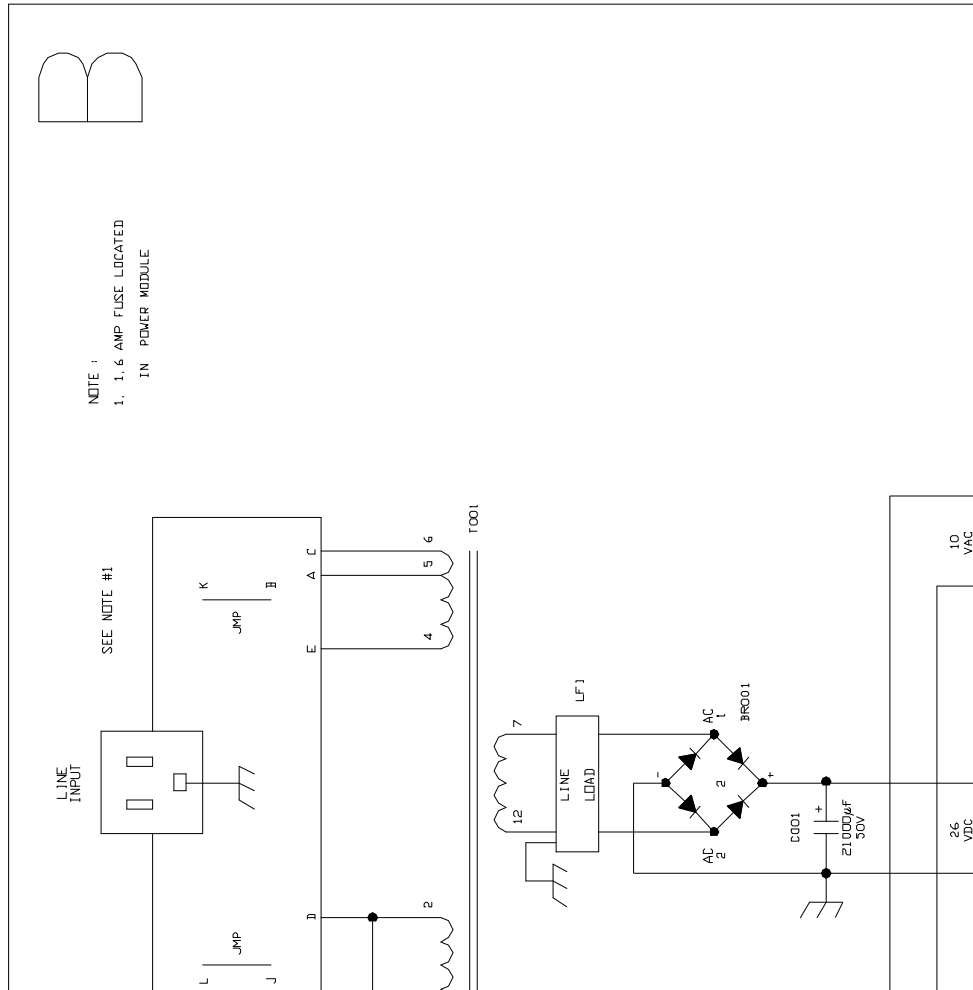 NOTE :
1. 1.6 AMP FUSE LOCATED
IN POWER MODULE
SEE NOTE #1
LINE
INPUT
K
B
JMP
C
A
E
6
5
4
T001
L
J
JMP
D
2
7
12
LF1
LINE
LOAD
AC
1
BR001
-
+
2
AC
2
C001
+
21000µF
50V
10
VAC
26
VDC